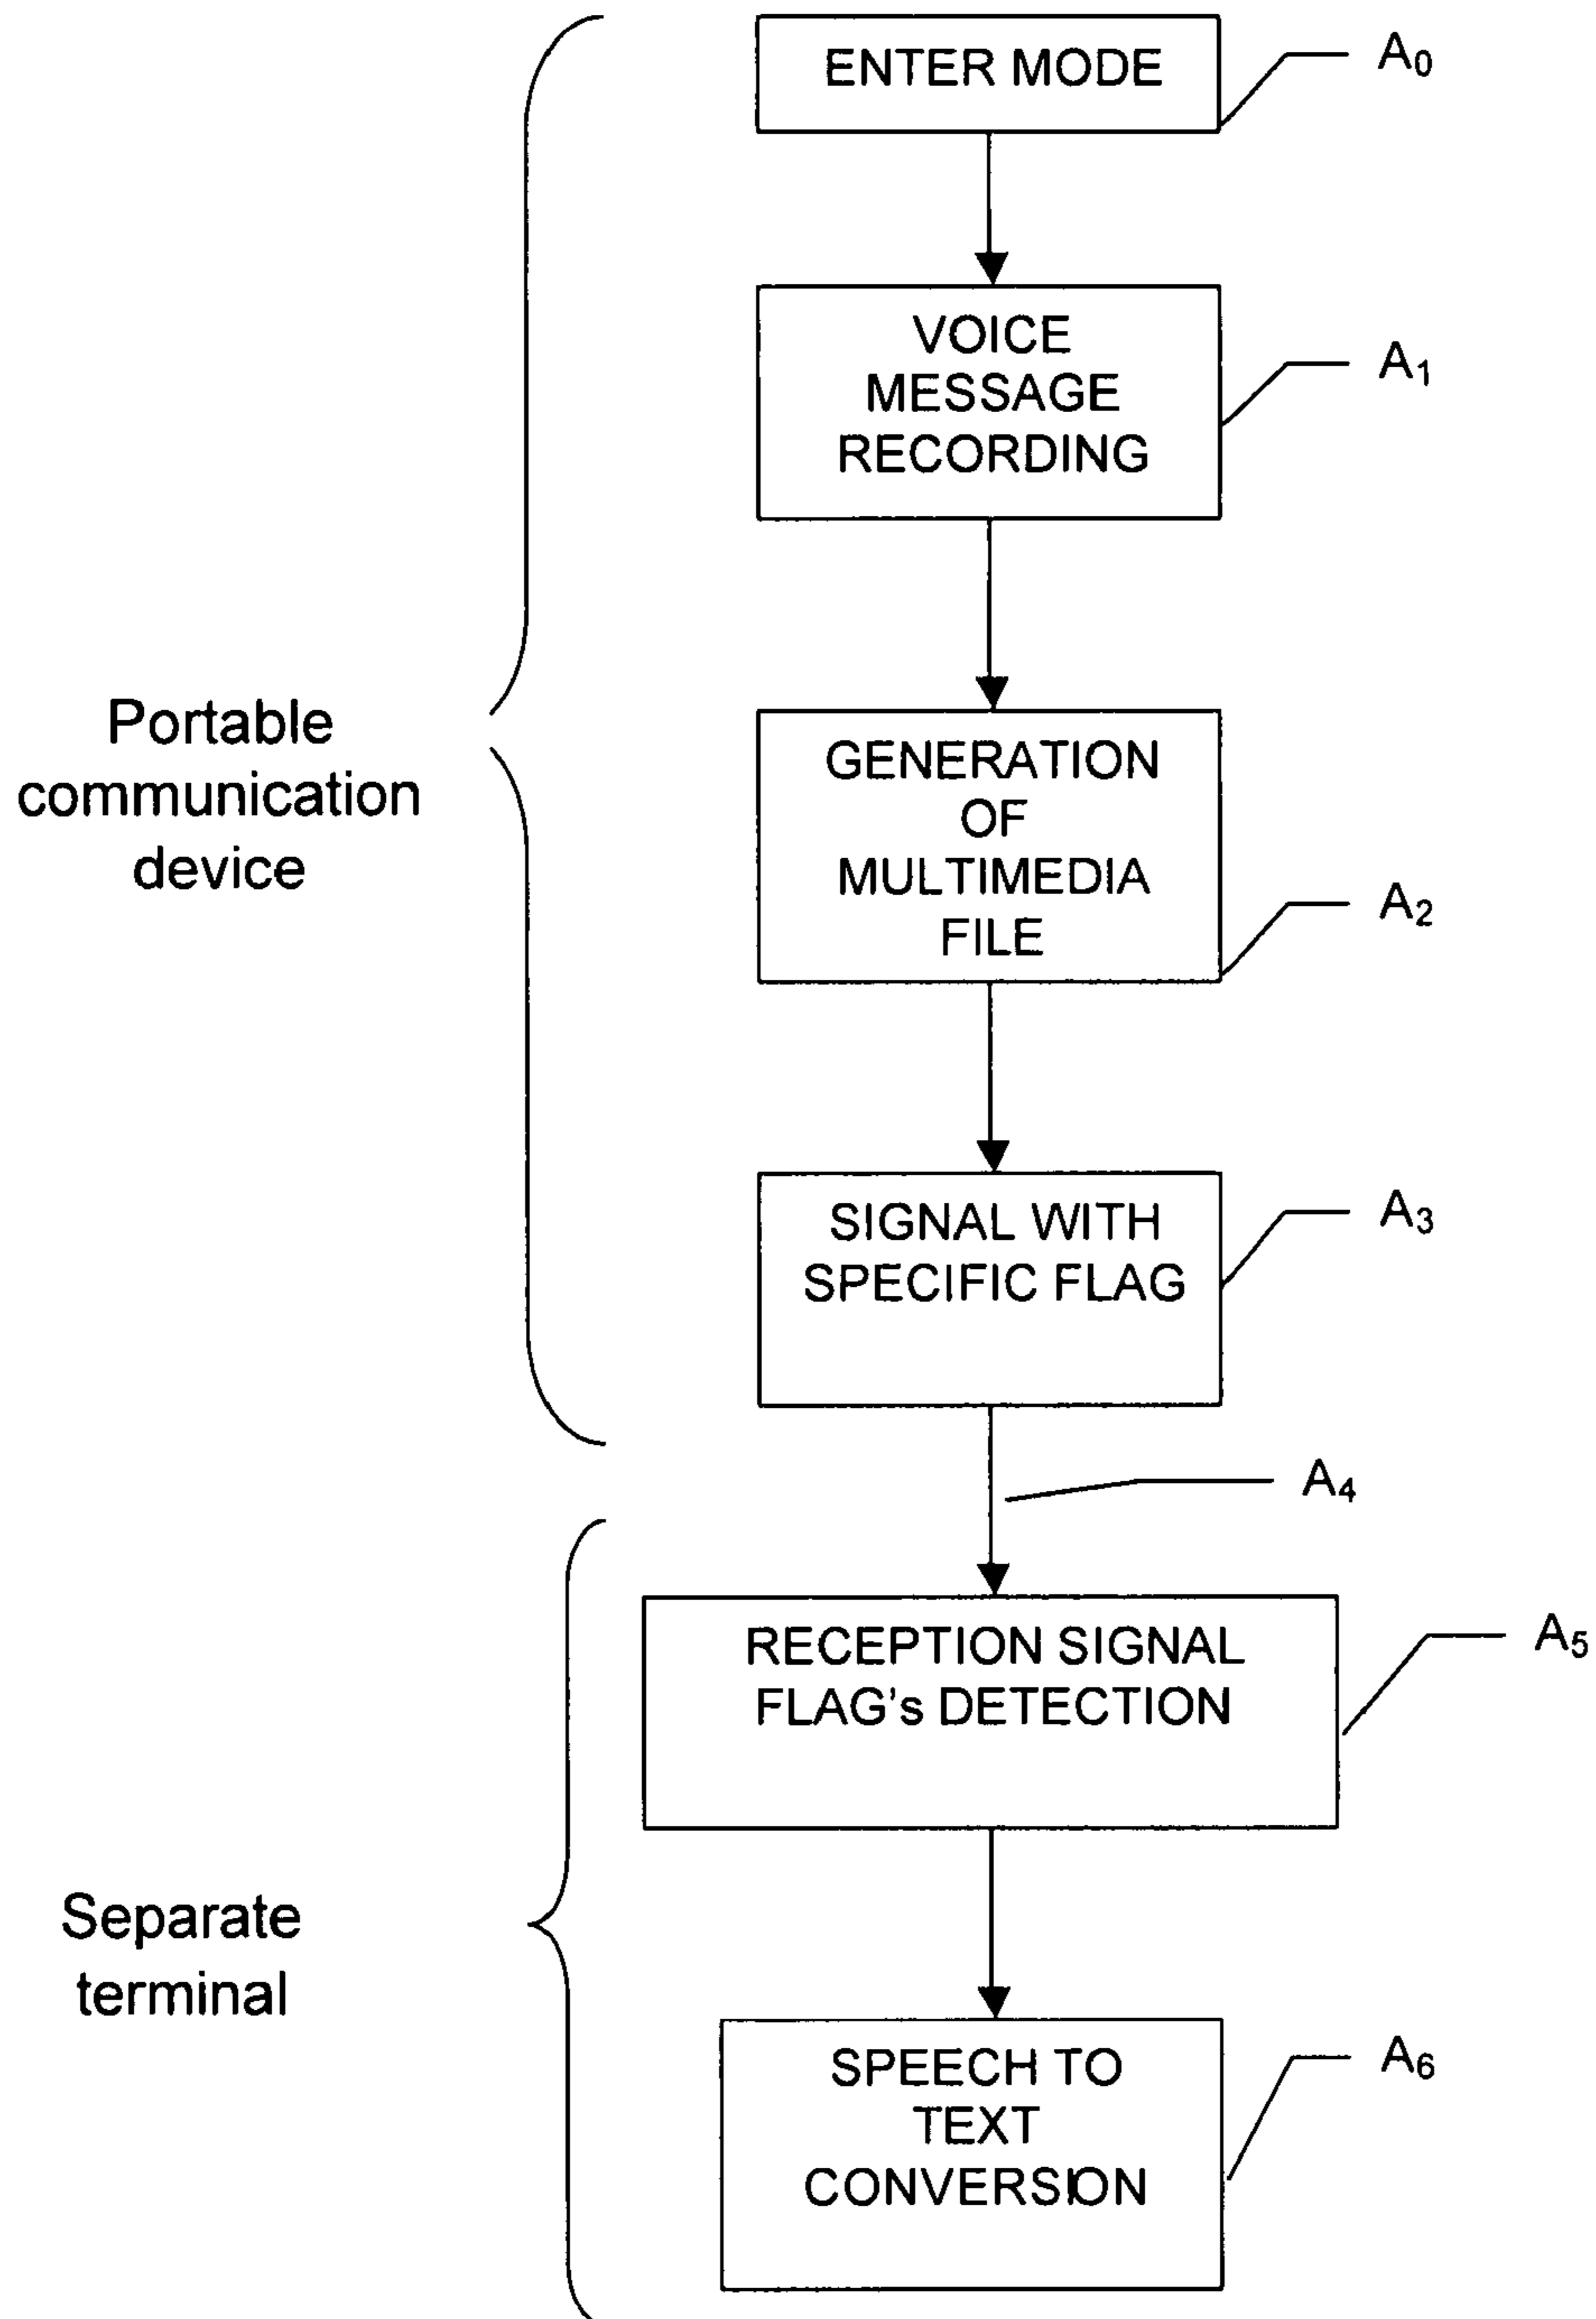 ENTER MODE
A₀
VOICE
MESSAGE
RECORDING
A₁
Portable
communication
device
GENERATION
OF
MULTIMEDIA
FILE
A₂
SIGNAL WITH
SPECIFIC FLAG
A₃
A₄
RECEPTION SIGNAL
FLAG's DETECTION
A₅
Separate
terminal
SPEECH TO
TEXT
CONVERSION
A₆